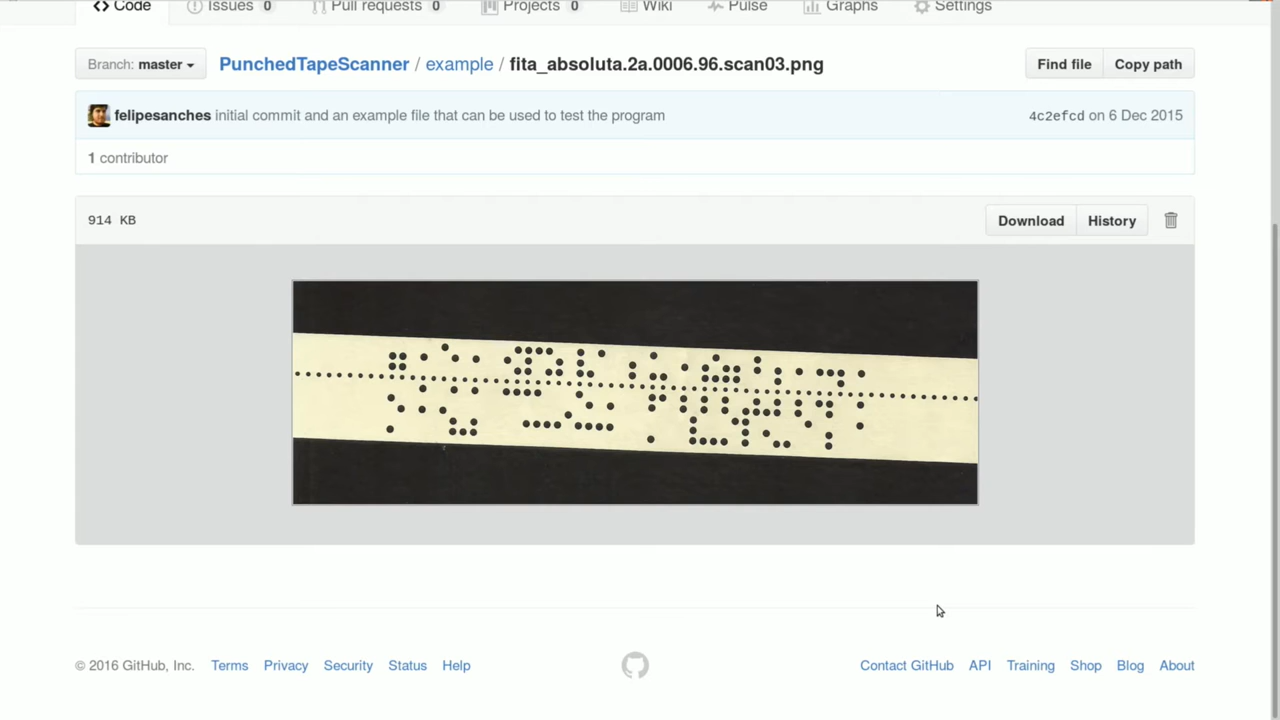 Code Issues 0 Pull requests 0 Projects 0 Wiki Pulse Graphs Settings
Branch: master PunchedTapeScanner / example / fita_absoluta.2a.0006.96.scan03.png Find file Copy path
felipesanches initial commit and an example file that can be used to test the program 4c2efcd on 6 Dec 2015
1 contributor
914 KB Download History
© 2016 GitHub, Inc. Terms Privacy Security Status Help Contact GitHub API Training Shop Blog About